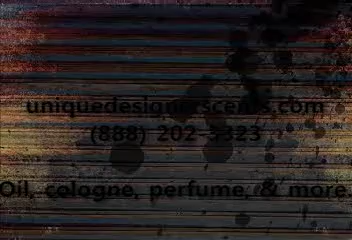 uniquedesignerscents.com
(888) 202-3323
Oil, cologne, perfume, & more.